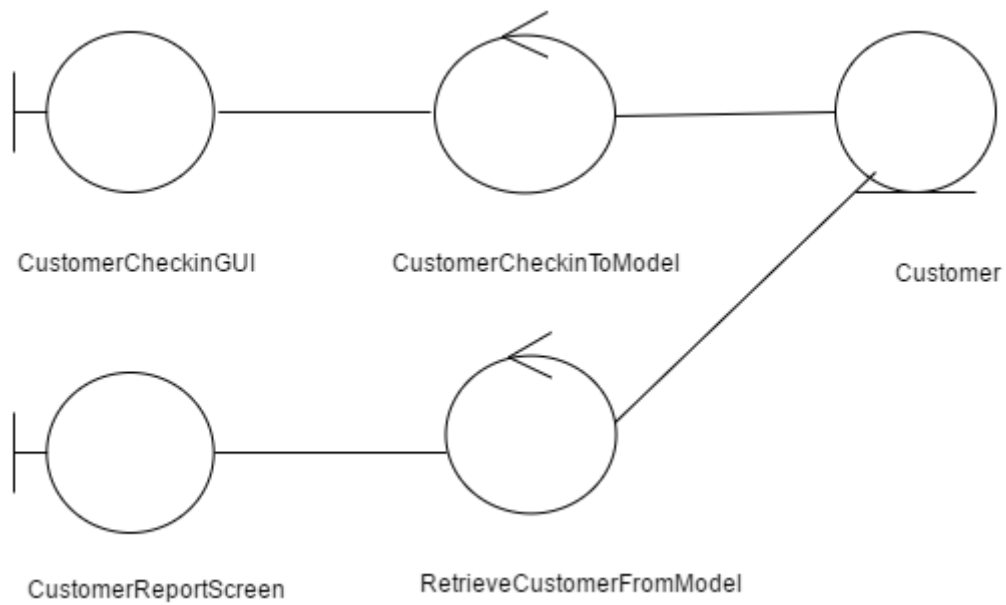 CustomerCheckinGUI
CustomerCheckinToModel
Customer
CustomerReportScreen
RetrieveCustomerFromModel